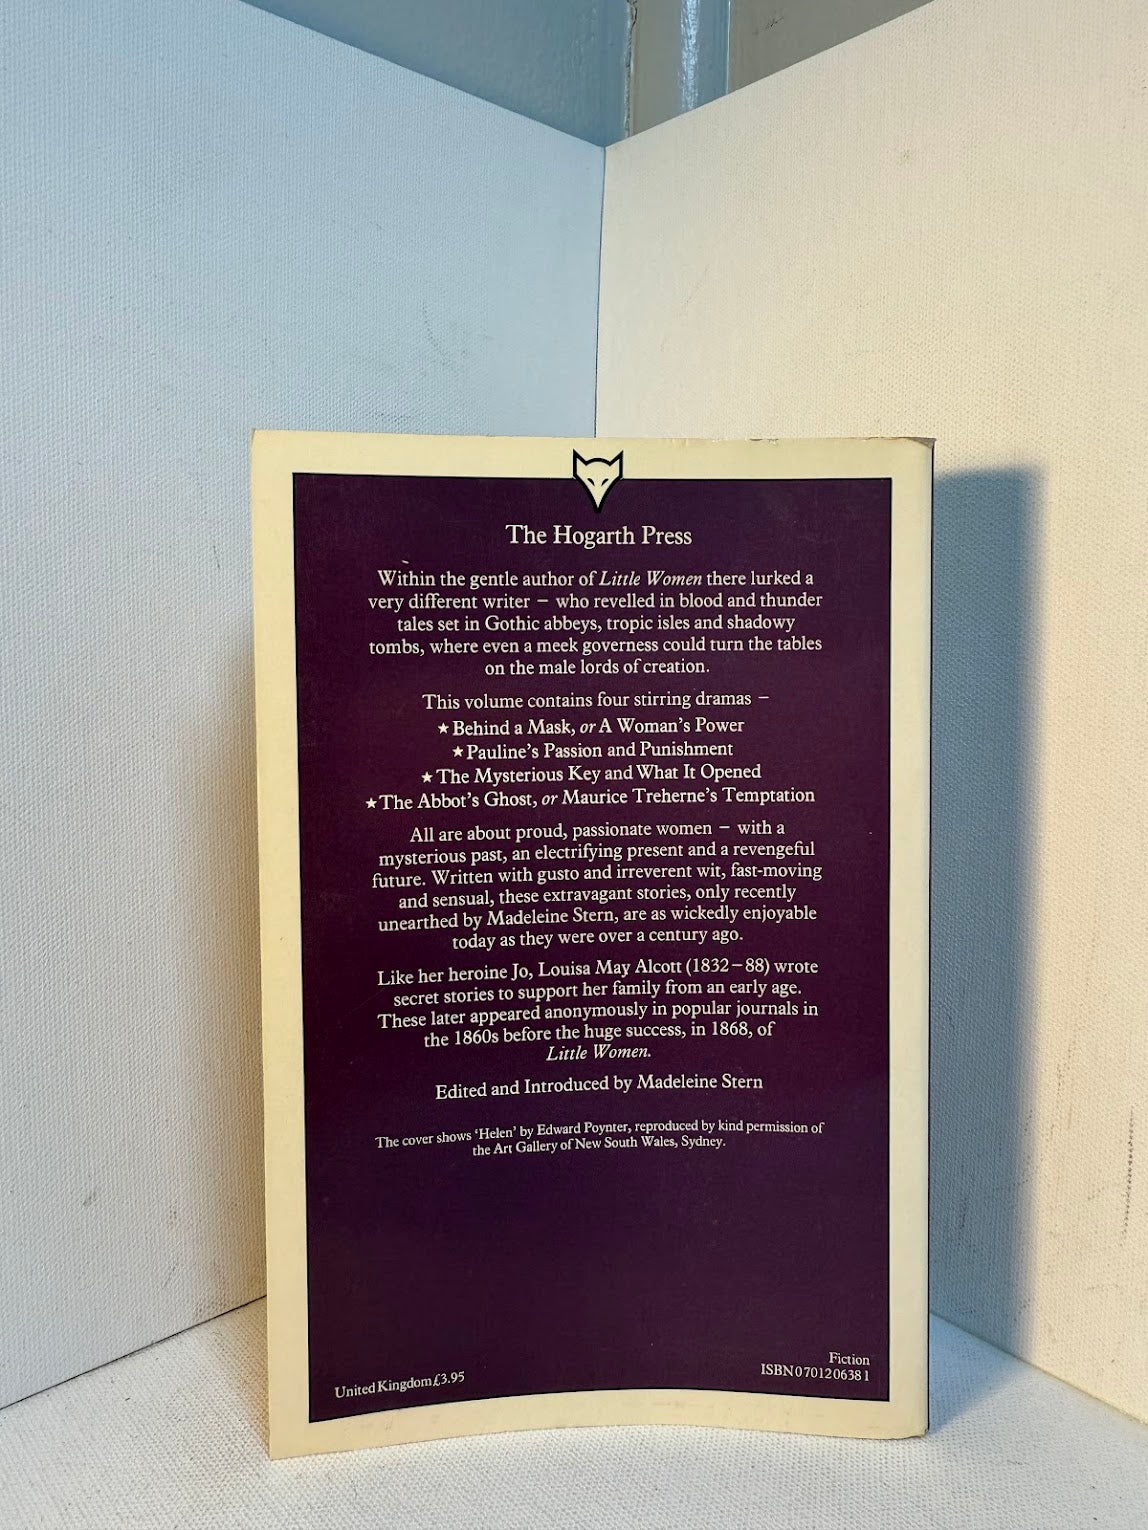 The Hogarth Press
Within the gentle author of Little Women there lurked a
very different writer – who revelled in blood and thunder
tales set in Gothic abbeys, tropic isles and shadowy
tombs, where even a meek governess could turn the tables
on the male lords of creation.
This volume contains four stirring dramas –
★ Behind a Mask, or A Woman's Power
★ Pauline's Passion and Punishment
★ The Mysterious Key and What It Opened
★ The Abbot's Ghost, or Maurice Treherne's Temptation
All are about proud, passionate women – with a
mysterious past, an electrifying present and a revengeful
future. Written with gusto and irreverent wit, fast-moving
and sensual, these extravagant stories, only recently
unearthed by Madeleine Stern, are as wickedly enjoyable
today as they were over a century ago.
Like her heroine Jo, Louisa May Alcott (1832–88) wrote
secret stories to support her family from an early age.
These later appeared anonymously in popular journals in
the 1860s before the huge success, in 1868, of
Little Women.
Edited and Introduced by Madeleine Stern
The cover shows 'Helen' by Edward Poynter, reproduced by kind permission of
the Art Gallery of New South Wales, Sydney.
United Kingdom £3.95
Fiction
ISBN 0 7012 0638 1